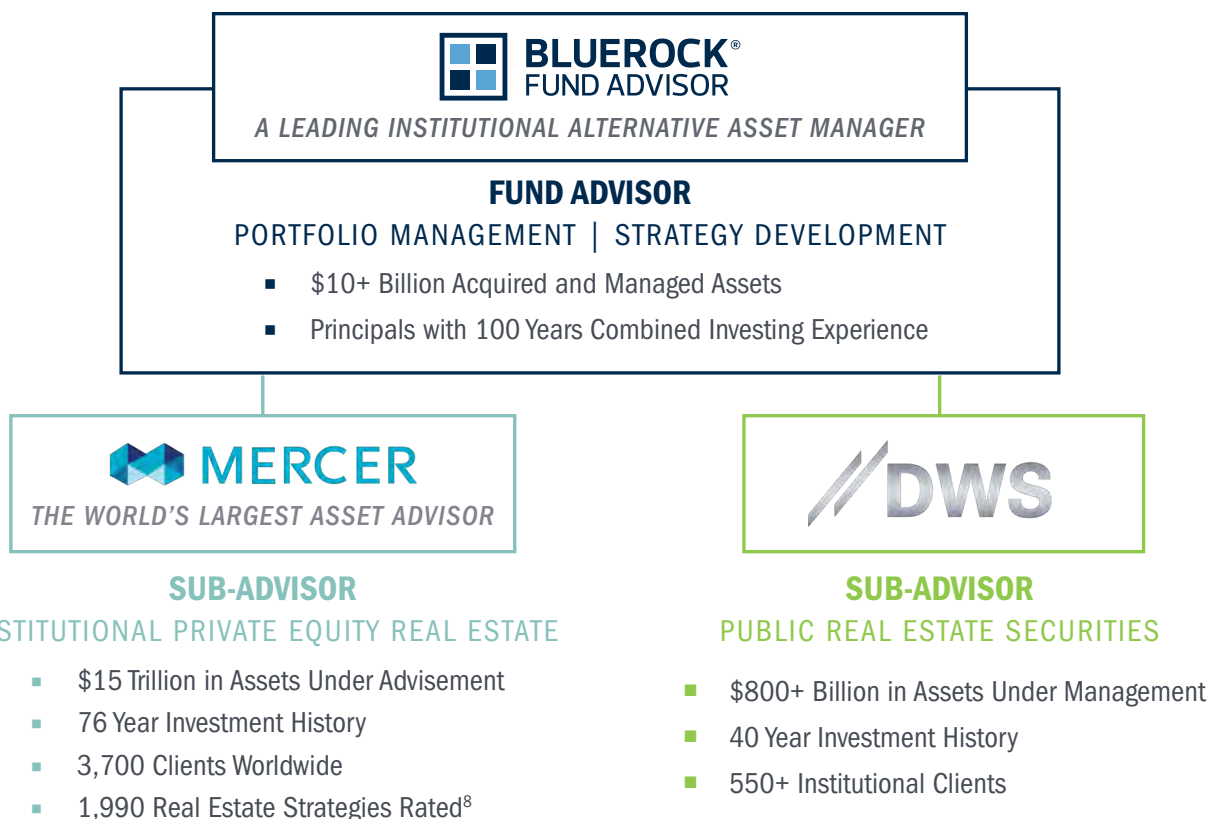 BLUEROCK®
FUND ADVISOR
A LEADING INSTITUTIONAL ALTERNATIVE ASSET MANAGER
FUND ADVISOR
PORTFOLIO MANAGEMENT | STRATEGY DEVELOPMENT
▪ $10+ Billion Acquired and Managed Assets
▪ Principals with 100 Years Combined Investing Experience
MERCER
THE WORLD'S LARGEST ASSET ADVISOR
SUB-ADVISOR
STITUTIONAL PRIVATE EQUITY REAL ESTATE
▪ $15 Trillion in Assets Under Advisement
▪ 76 Year Investment History
▪ 3,700 Clients Worldwide
▪ 1,990 Real Estate Strategies Rated⁸
DWS
SUB-ADVISOR
PUBLIC REAL ESTATE SECURITIES
▪ $800+ Billion in Assets Under Management
▪ 40 Year Investment History
▪ 550+ Institutional Clients